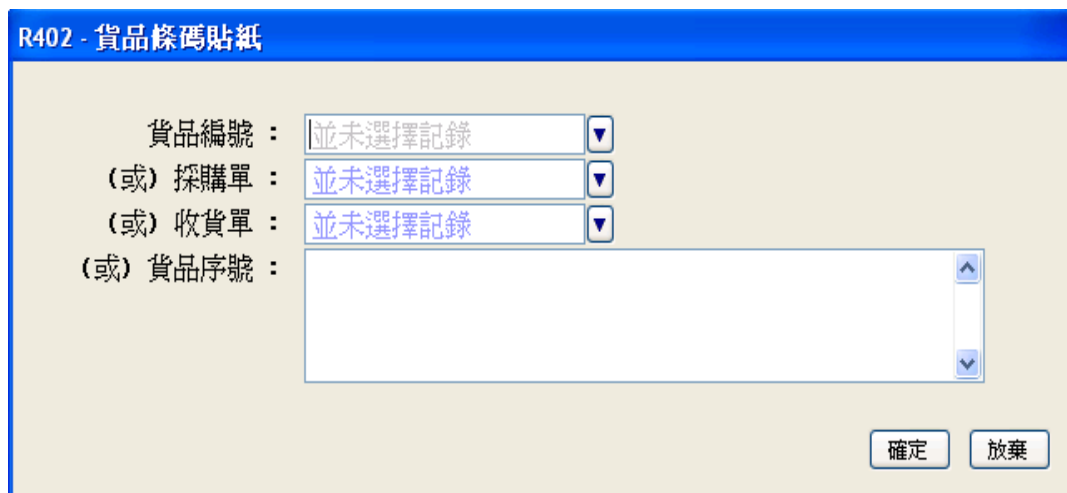 R402 - 貨品條碼貼紙
貨品編號 : 並未選擇記錄
(或) 採購單 : 並未選擇記錄
(或) 收貨單 : 並未選擇記錄
(或) 貨品序號 :
確定 放棄